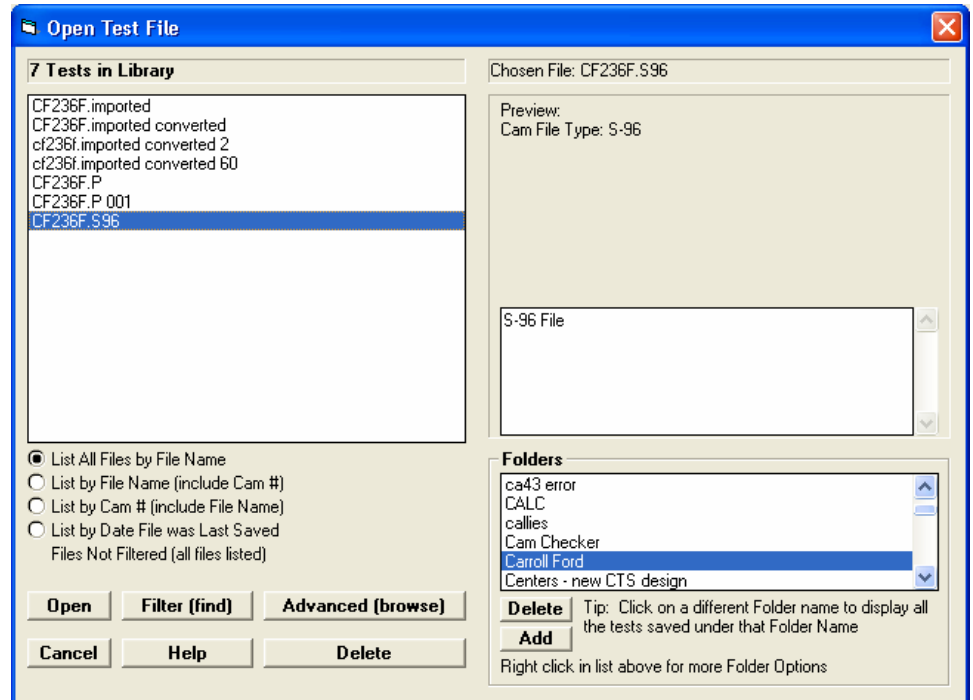 Open Test File
7 Tests in Library
CF236F.imported
CF236F.imported converted
cf236f.imported converted 2
cf236f.imported converted 60
CF236F.P
CF236F.P 001
CF236F.S96
List All Files by File Name
List by File Name (include Cam #)
List by Cam # (include File Name)
List by Date File was Last Saved
Files Not Filtered (all files listed)
Open
Filter (find)
Advanced (browse)
Cancel
Help
Delete
Chosen File: CF236F.S96
Preview:
Cam File Type: S-96
S-96 File
Folders
ca43 error
CALC
callies
Cam Checker
Carroll Ford
Centers - new CTS design
Delete
Add
Tip: Click on a different Folder name to display all
the tests saved under that Folder Name
Right click in list above for more Folder Options